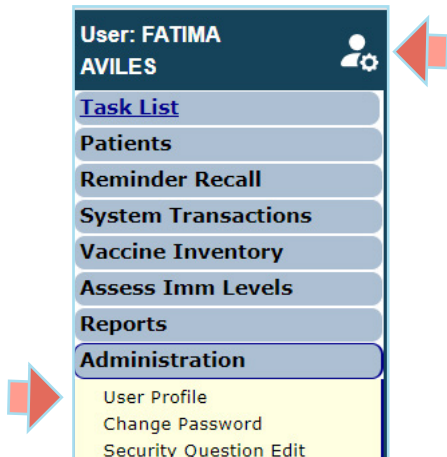 User: FATIMA
AVILES
Task List
Patients
Reminder Recall
System Transactions
Vaccine Inventory
Assess Imm Levels
Reports
Administration
User Profile
Change Password
Security Question Edit